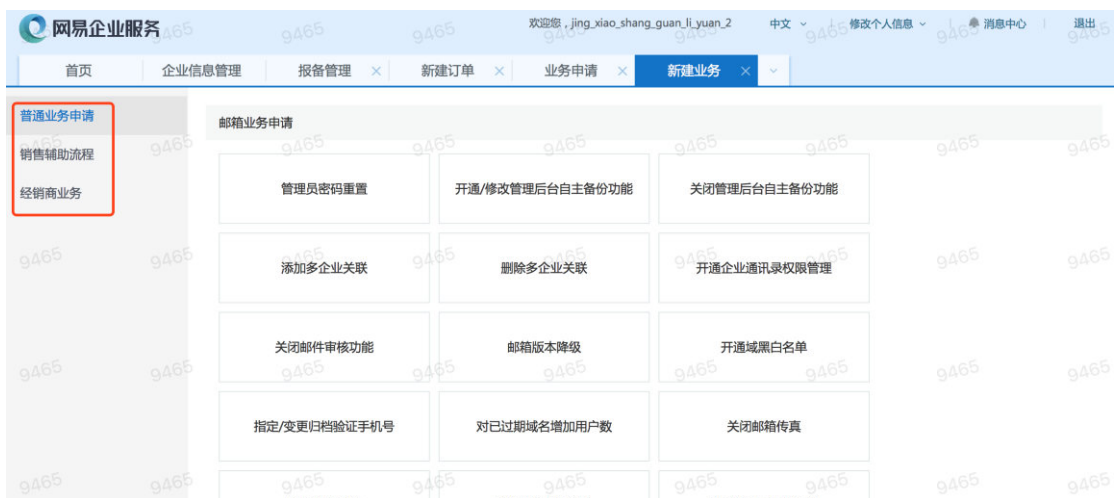 网易企业服务
欢迎您，jing_xiao_shang_guan_li_yuan_2 中文 修改个人信息 消息中心 退出
首页 企业信息管理 报备管理 × 新建订单 × 业务申请 × 新建业务 ×
普通业务申请
销售辅助流程
经销商业务
邮箱业务申请
管理员密码重置 开通/修改管理后台自主备份功能 关闭管理后台自主备份功能
添加多企业关联 删除多企业关联 开通企业通讯录权限管理
关闭邮件审核功能 邮箱版本降级 开通域黑白名单
指定/变更归档验证手机号 对已过期域名增加用户数 关闭邮箱传真
9465